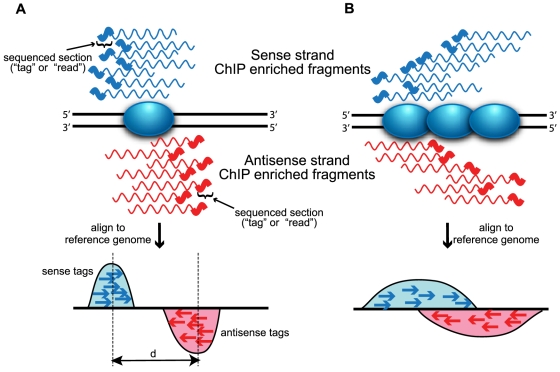 A
B
sequenced section
("tag" or "read")
Sense strand
ChIP enriched fragments
5′
3′
3′
5′
5′
3′
3′
5′
Antisense strand
ChIP enriched fragments
sequenced section
("tag" or "read")
align to
reference genome
align to
reference genome
sense tags
antisense tags
d